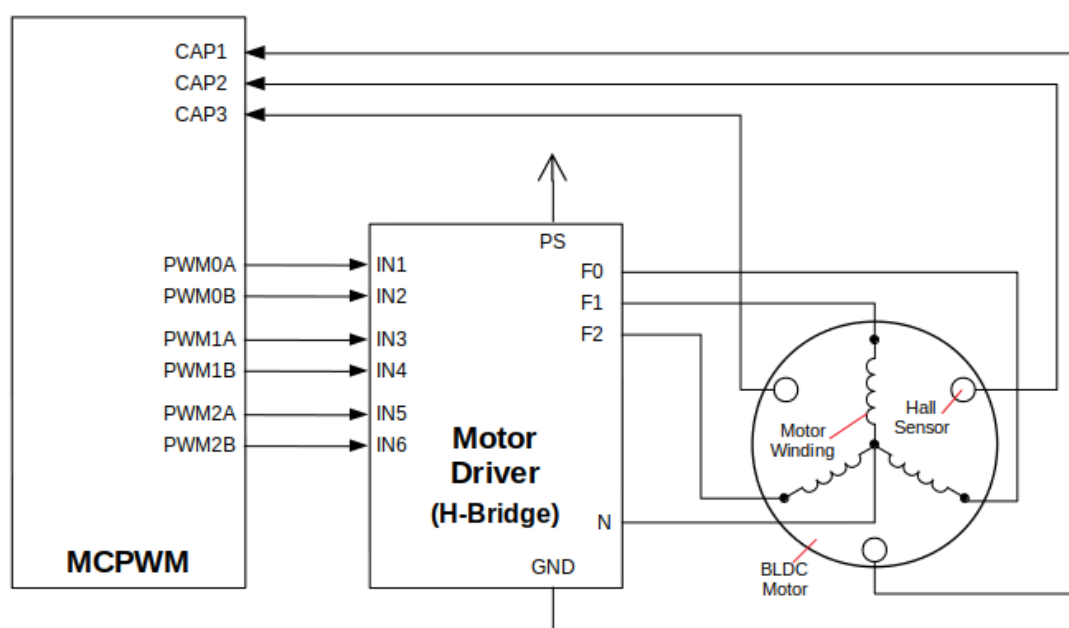 CAP1
CAP2
CAP3
PS
PWM0A
IN1
F0
PWM0B
IN2
F1
PWM1A
IN3
F2
PWM1B
IN4
PWM2A
IN5
PWM2B
IN6
Motor
Driver
(H-Bridge)
Motor
Winding
Hall
Sensor
N
MCPWM
GND
BLDC
Motor